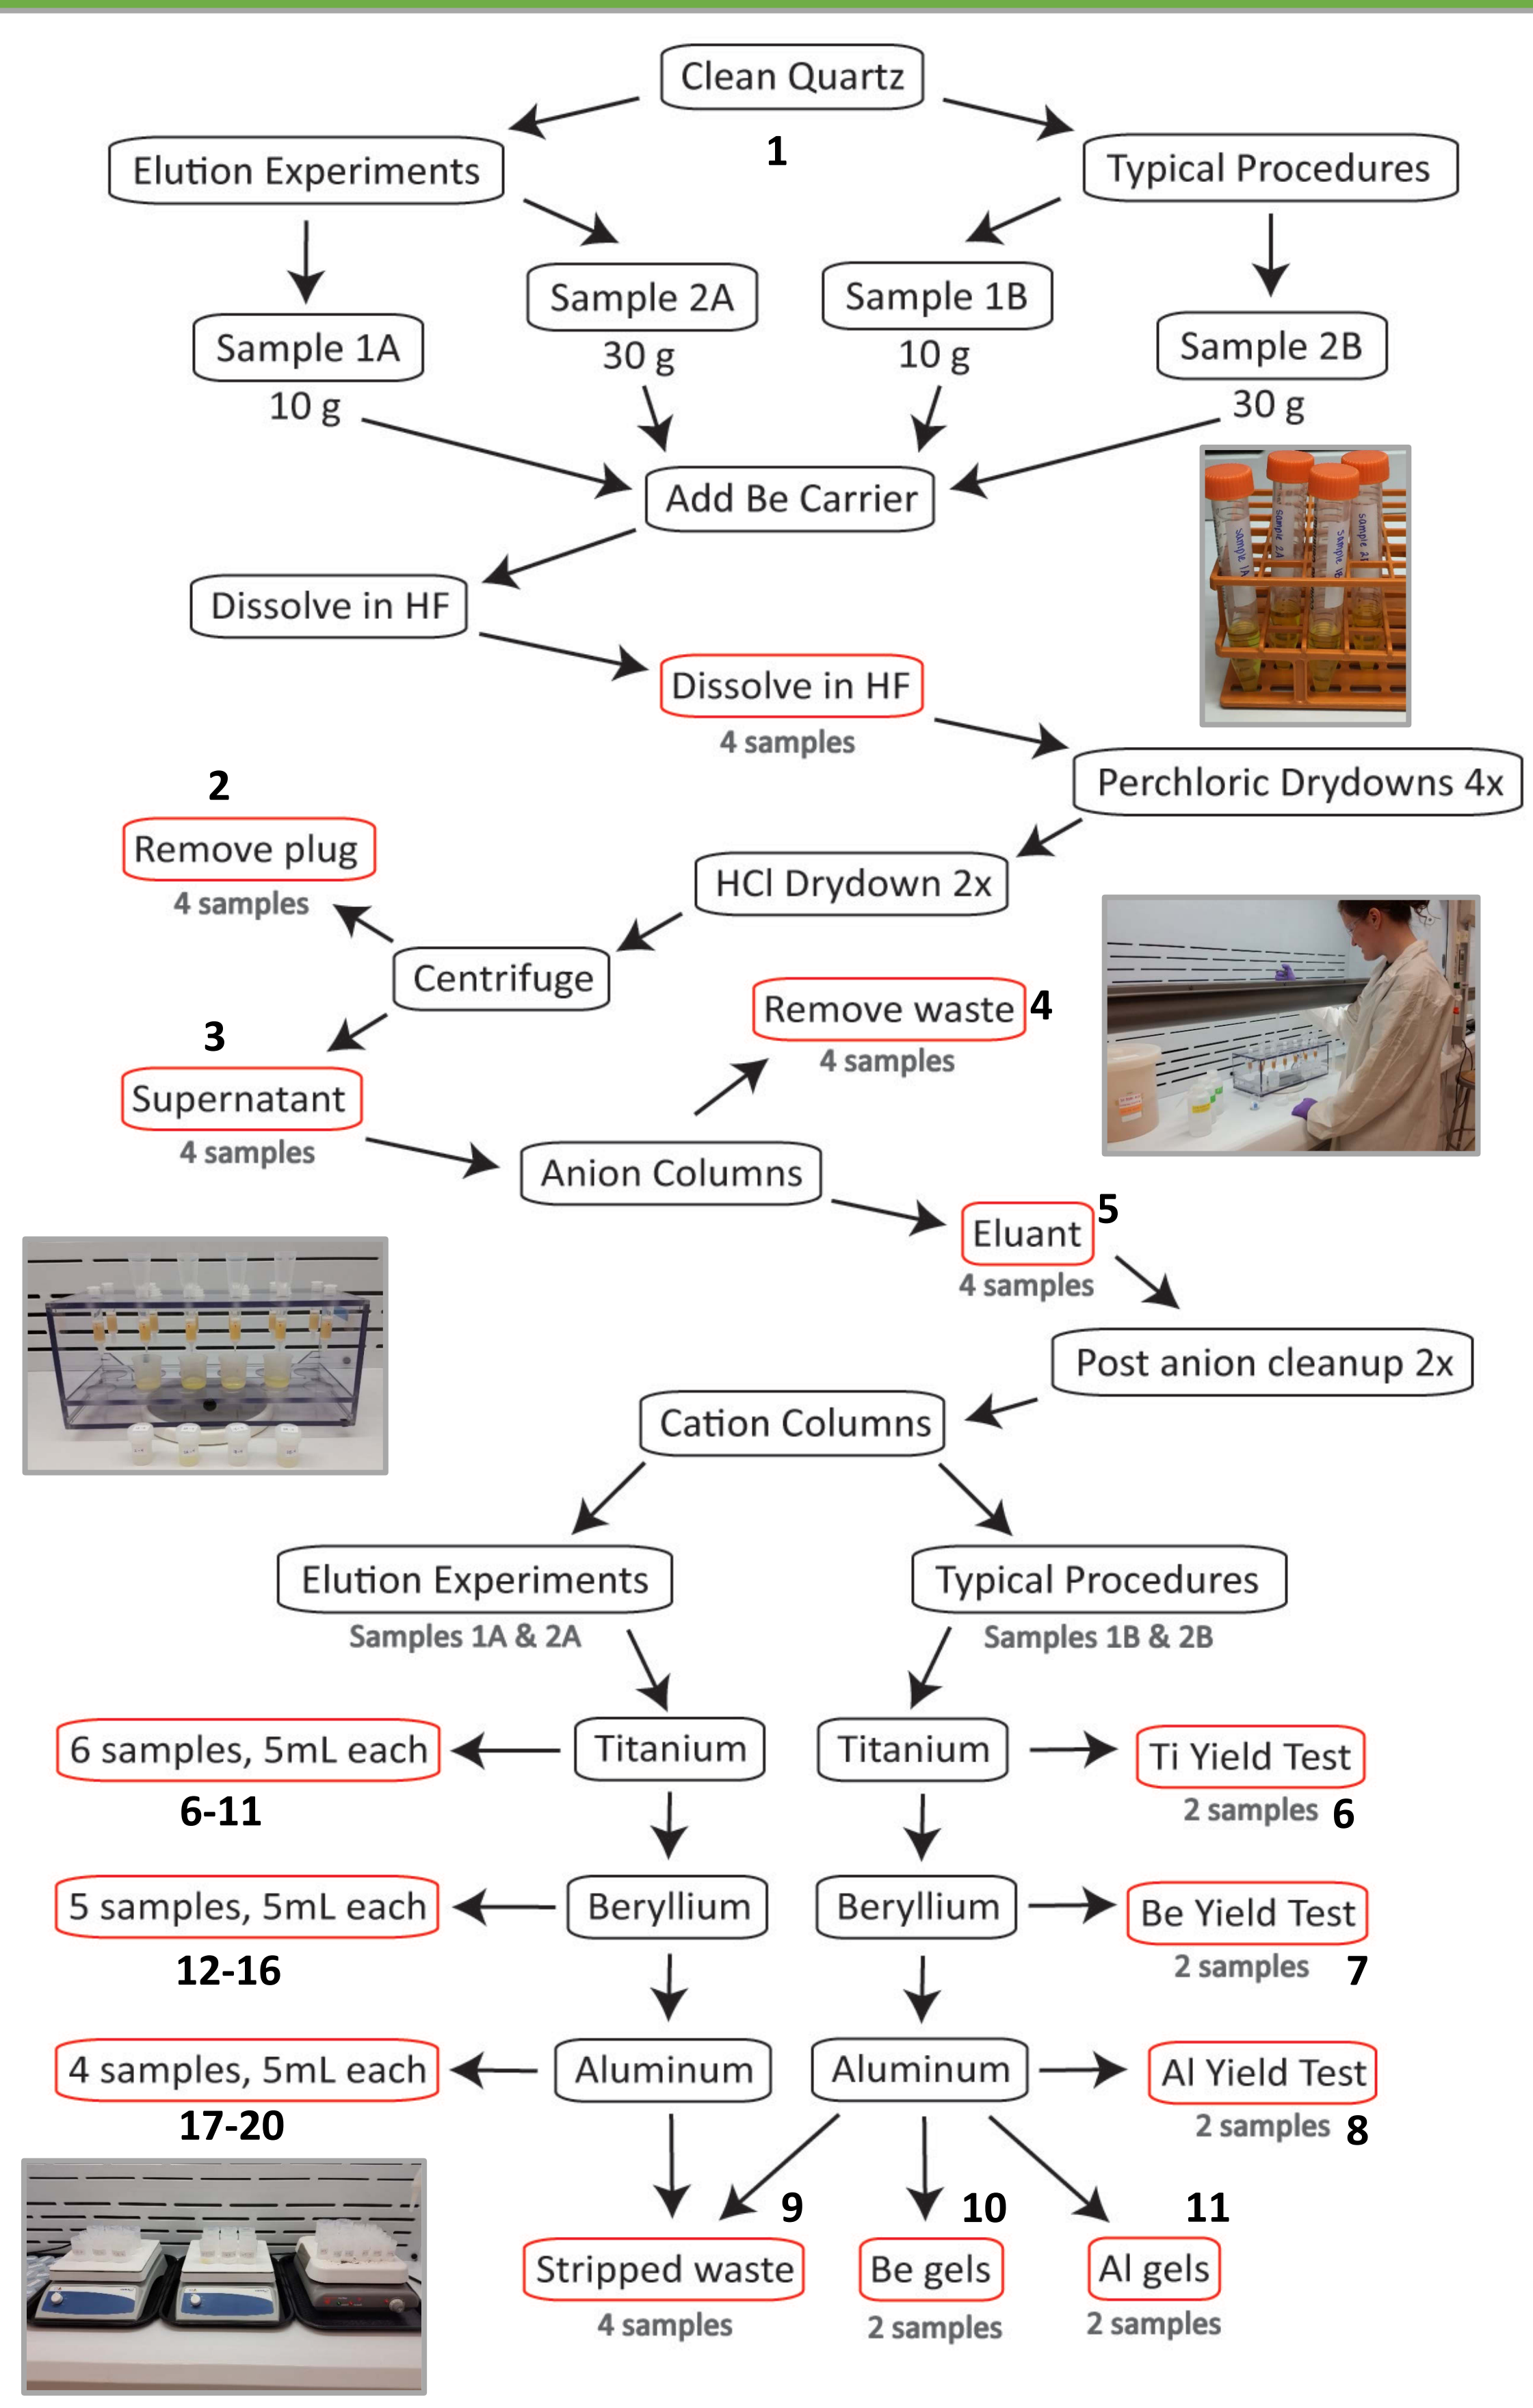 Clean Quartz
1
Elution Experiments
Typical Procedures
Sample 1A
10 g
Sample 2A
30 g
Sample 1B
10 g
Sample 2B
30 g
Add Be Carrier
Sample 1A
Sample 2A
Sample 1B
Dissolve in HF
Dissolve in HF
4 samples
Perchloric Drydowns 4x
HCl Drydown 2x
2
Remove plug
4 samples
Centrifuge
3
Supernatant
4 samples
Remove waste 4
4 samples
Anion Columns
Eluant 5
4 samples
Post anion cleanup 2x
Cation Columns
Elution Experiments
Samples 1A & 2A
Typical Procedures
Samples 1B & 2B
6 samples, 5mL each
6-11
Titanium
Titanium
Ti Yield Test
2 samples 6
5 samples, 5mL each
12-16
Beryllium
Beryllium
Be Yield Test
2 samples 7
4 samples, 5mL each
17-20
Aluminum
Aluminum
Al Yield Test
2 samples 8
9
Stripped waste
4 samples
10
Be gels
2 samples
11
Al gels
2 samples